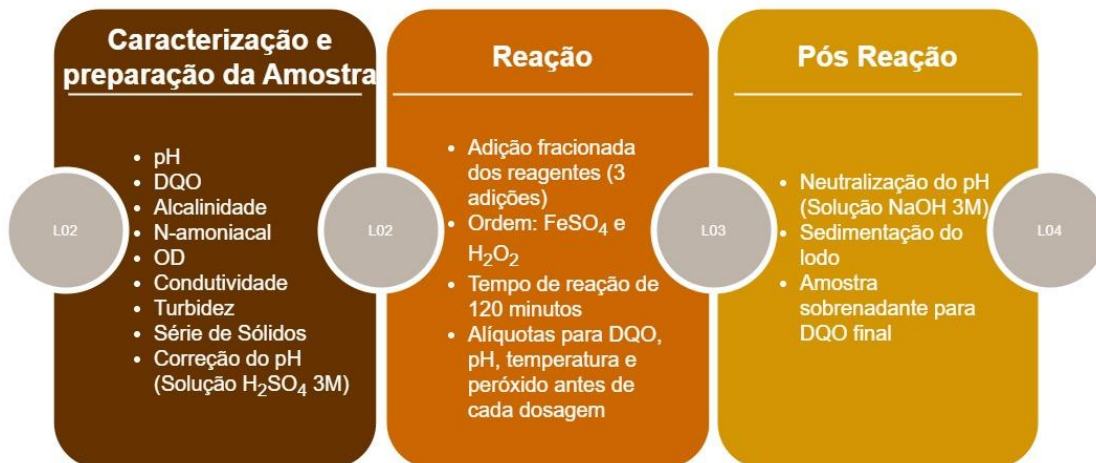 Caracterização e
preparação da Amostra
• pH
• DQO
• Alcalinidade
• N-amoniacal
• OD
• Condutividade
• Turbidez
• Série de Sólidos
• Correção do pH
(Solução H₂SO₄ 3M)
L02
L02
Reação
• Adição fracionada
dos reagentes (3
adições)
• Ordem: FeSO₄ e
H₂O₂
• Tempo de reação de
120 minutos
• Alíquotas para DQO,
pH, temperatura e
peróxido antes de
cada dosagem
L03
Pós Reação
• Neutralização do pH
(Solução NaOH 3M)
• Sedimentação do
lodo
• Amostra
sobrenadante para
DQO final
L04